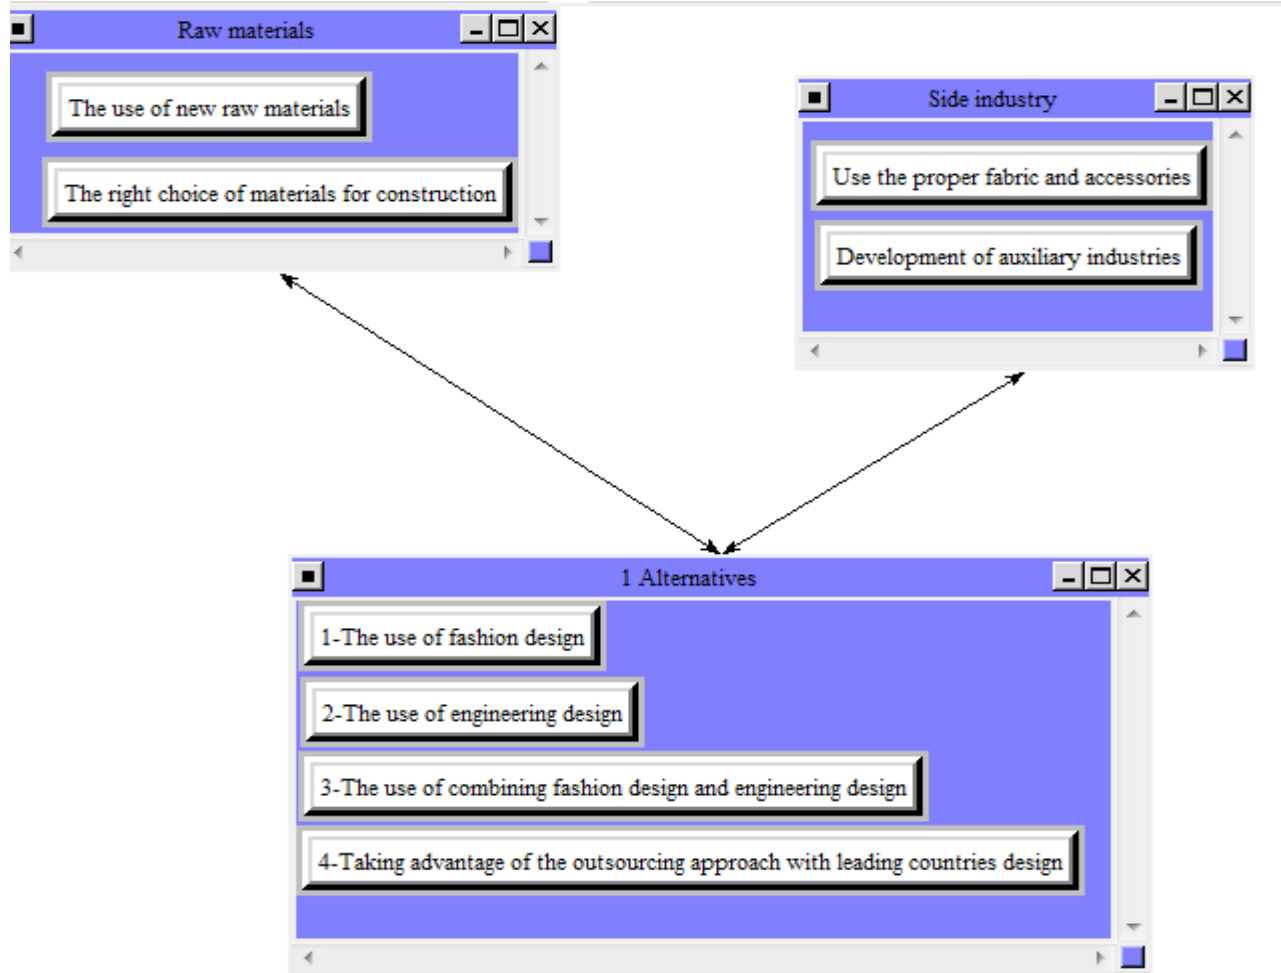 Raw materials
The use of new raw materials
The right choice of materials for construction
Side industry
Use the proper fabric and accessories
Development of auxiliary industries
1 Alternatives
1-The use of fashion design
2-The use of engineering design
3-The use of combining fashion design and engineering design
4-Taking advantage of the outsourcing approach with leading countries design